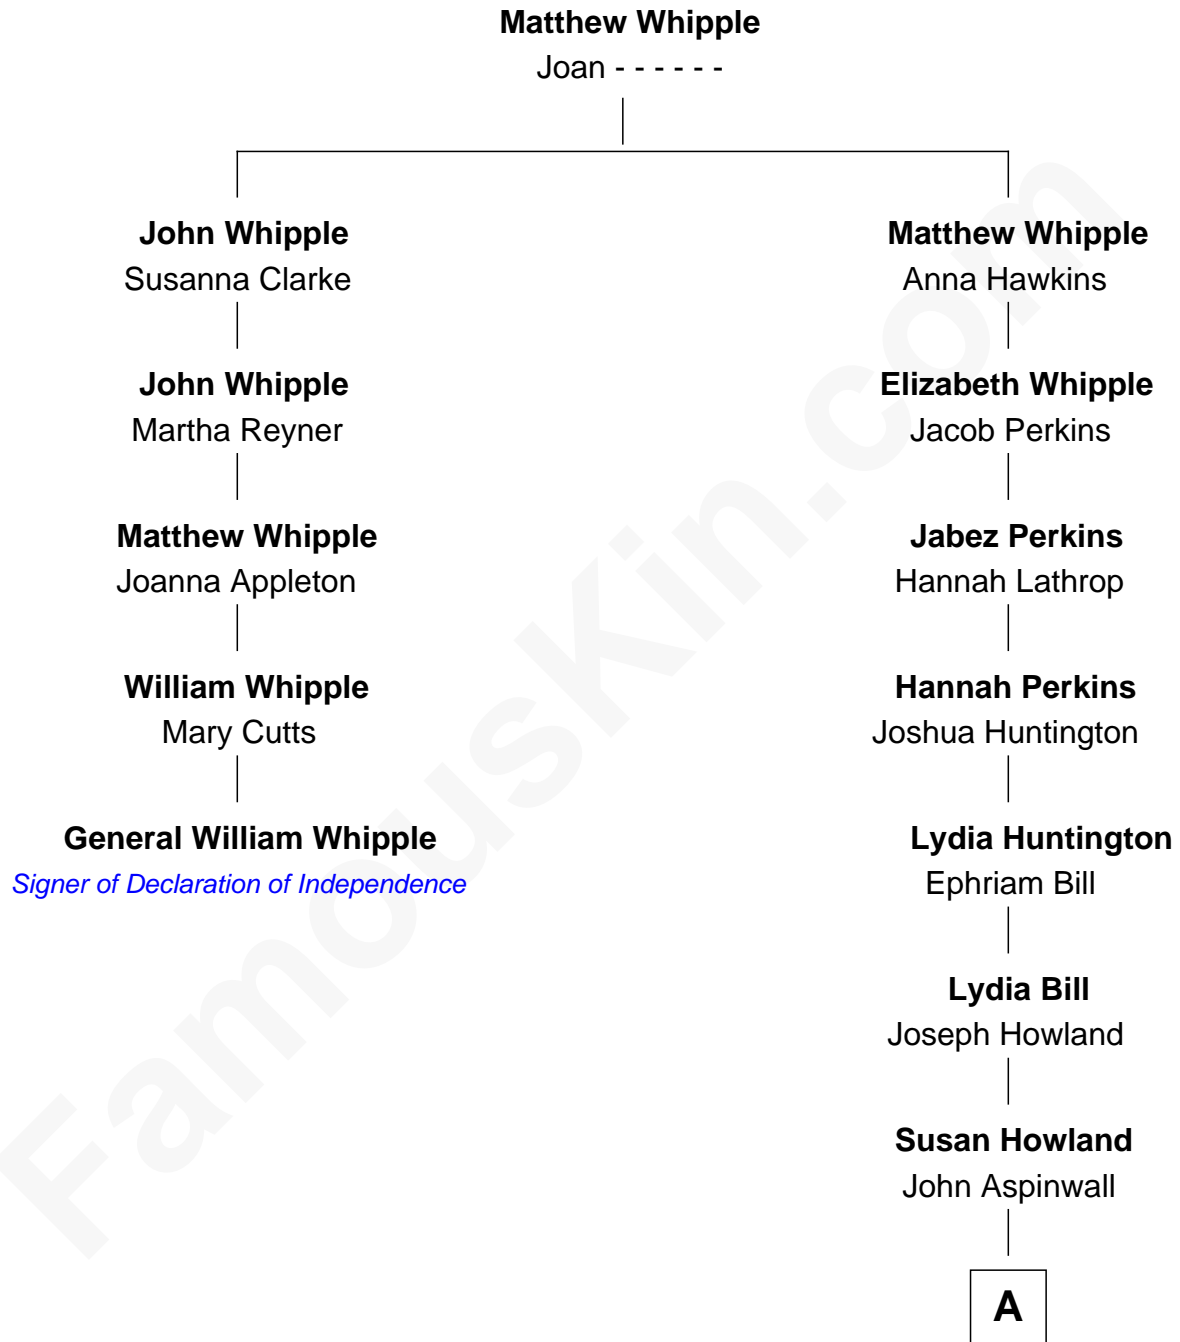 Matthew Whipple
Joan - - - - - -
John Whipple
Susanna Clarke
John Whipple
Martha Reyner
Matthew Whipple
Joanna Appleton
William Whipple
Mary Cutts
General William Whipple
Signer of Declaration of Independence
Matthew Whipple
Anna Hawkins
Elizabeth Whipple
Jacob Perkins
Jabez Perkins
Hannah Lathrop
Hannah Perkins
Joshua Huntington
Lydia Huntington
Ephriam Bill
Lydia Bill
Joseph Howland
Susan Howland
John Aspinwall
A
FamousKin.com